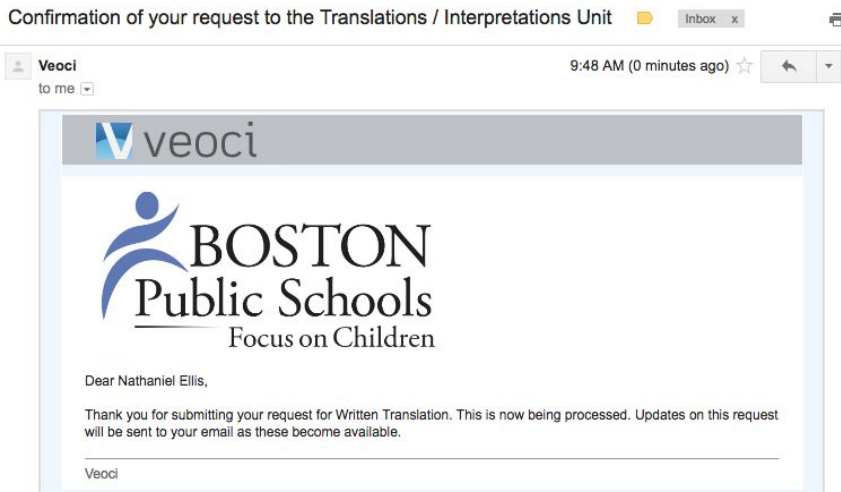 Confirmation of your request to the Translations / Interpretations Unit Inbox x
Veoci 9:48 AM (0 minutes ago)
to me
veoci
BOSTON
Public Schools
Focus on Children
Dear Nathaniel Ellis,
Thank you for submitting your request for Written Translation. This is now being processed. Updates on this request
will be sent to your email as these become available.
Veoci